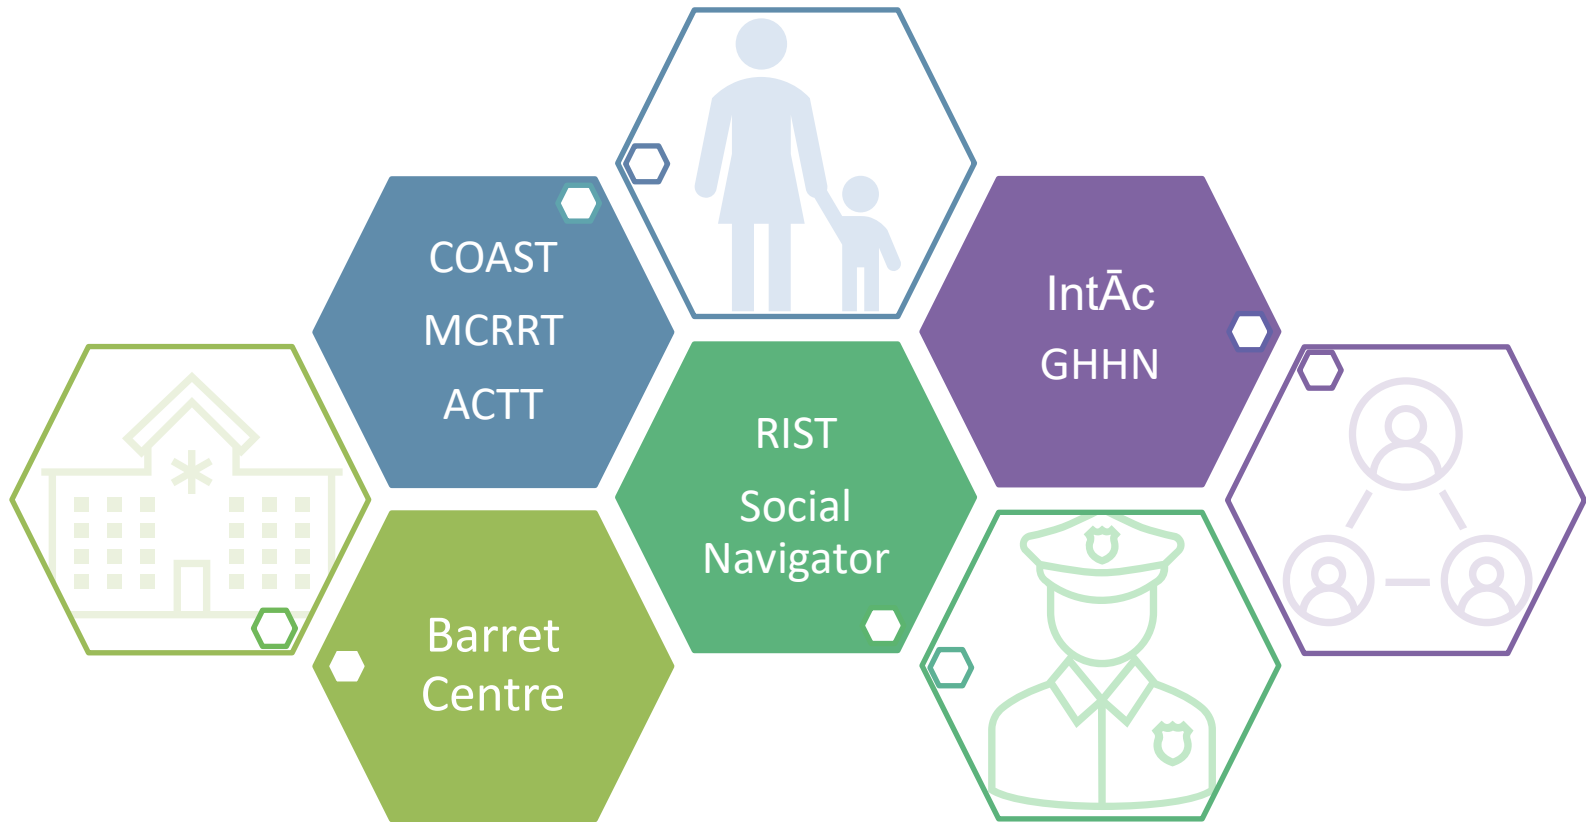 COAST
MCRRT
ACTT
IntĀc
GHHN
RIST
Social
Navigator
Barret
Centre